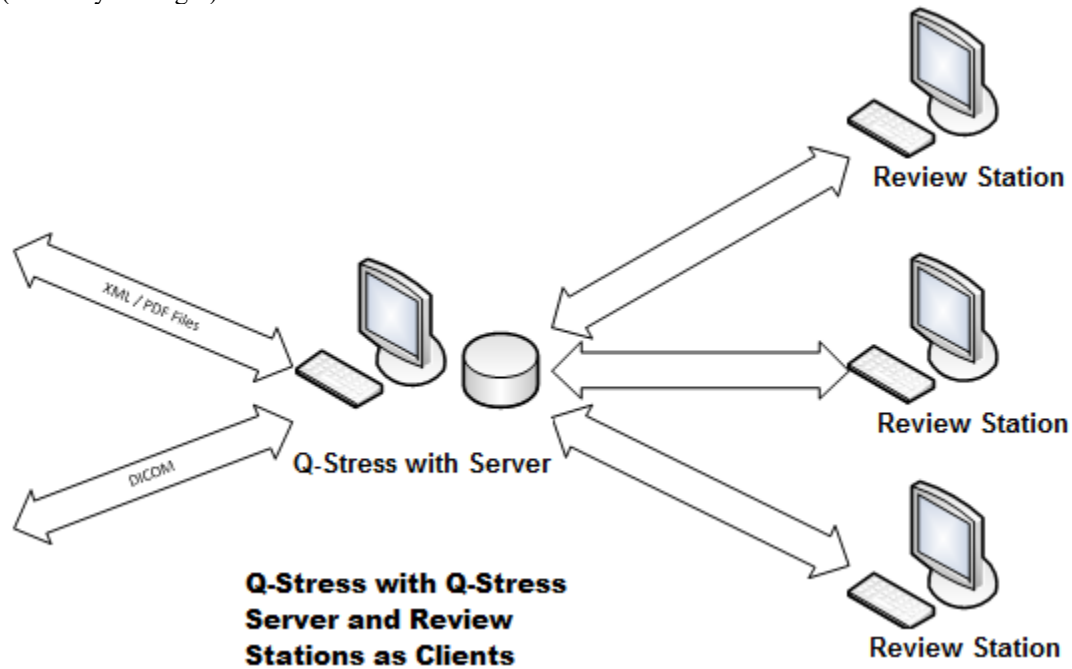 Review Station
XML / PDF Files
Review Station
Q-Stress with Server
DICOM
Q-Stress with Q-Stress
Server and Review
Stations as Clients
Review Station